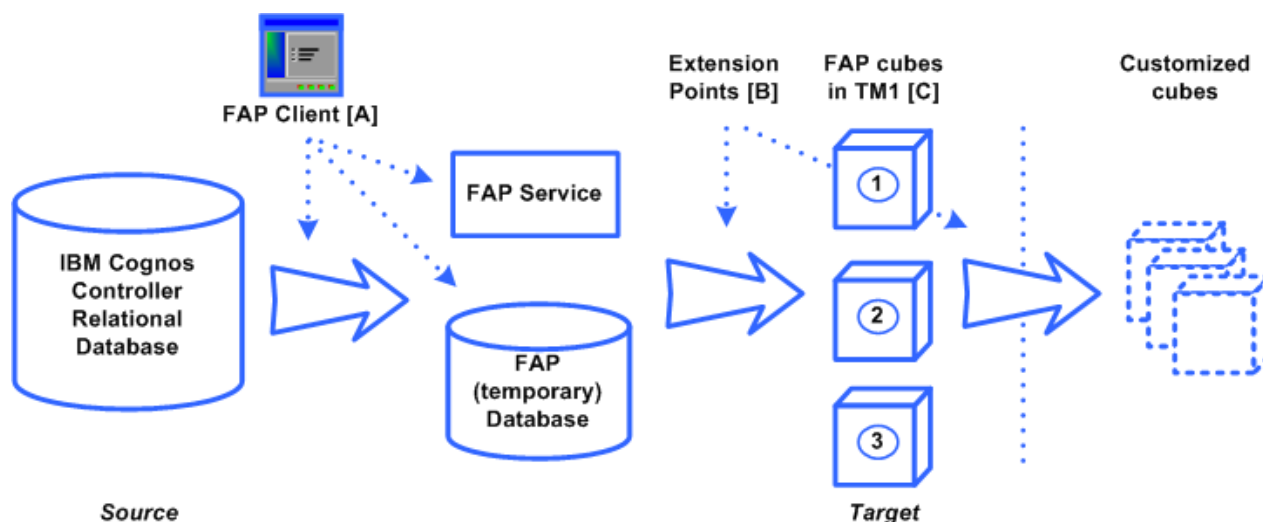 FAP Client [A]
Extension
Points [B]
FAP cubes
in TM1 [C]
Customized
cubes
IBM Cognos
Controller
Relational
Database
FAP Service
FAP
(temporary)
Database
1
2
3
Source
Target